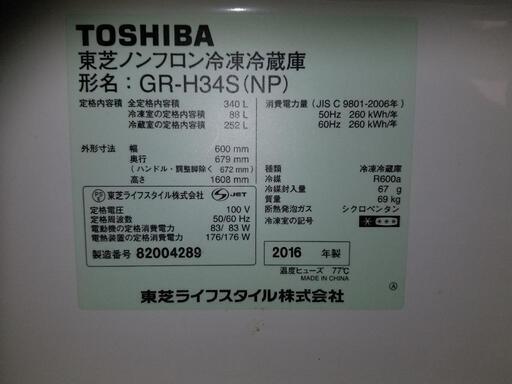 TOSHIBA
東芝ノンフロン冷凍冷蔵庫
形名：GR-H34S(NP)
定格内容積 全定格内容積 340 L
冷凍室の定格内容積 88 L
冷蔵室の定格内容積 252 L
外形寸法 幅 600 mm
奥行 679 mm
(ハンドル・調整脚除く 672 mm)
高さ 1608 mm
東芝ライフスタイル株式会社 JET
定格電圧 100 V
定格周波数 50/60 Hz
電動機の定格消費電力 83/ 83 W
電熱装置の定格消費電力 176/176 W
製造番号 82004289
消費電力量 (JIS C 9801-2006年)
50Hz 260 kWh/年
60Hz 260 kWh/年
種類 冷凍冷蔵庫
冷媒 R600a
冷媒封入量 67 g
質量 69 kg
断熱発泡ガス シクロペンタン
冷凍室の記号
2016 年製
温度ヒューズ 77℃
MADE IN CHINA
東芝ライフスタイル株式会社
Ⓐ